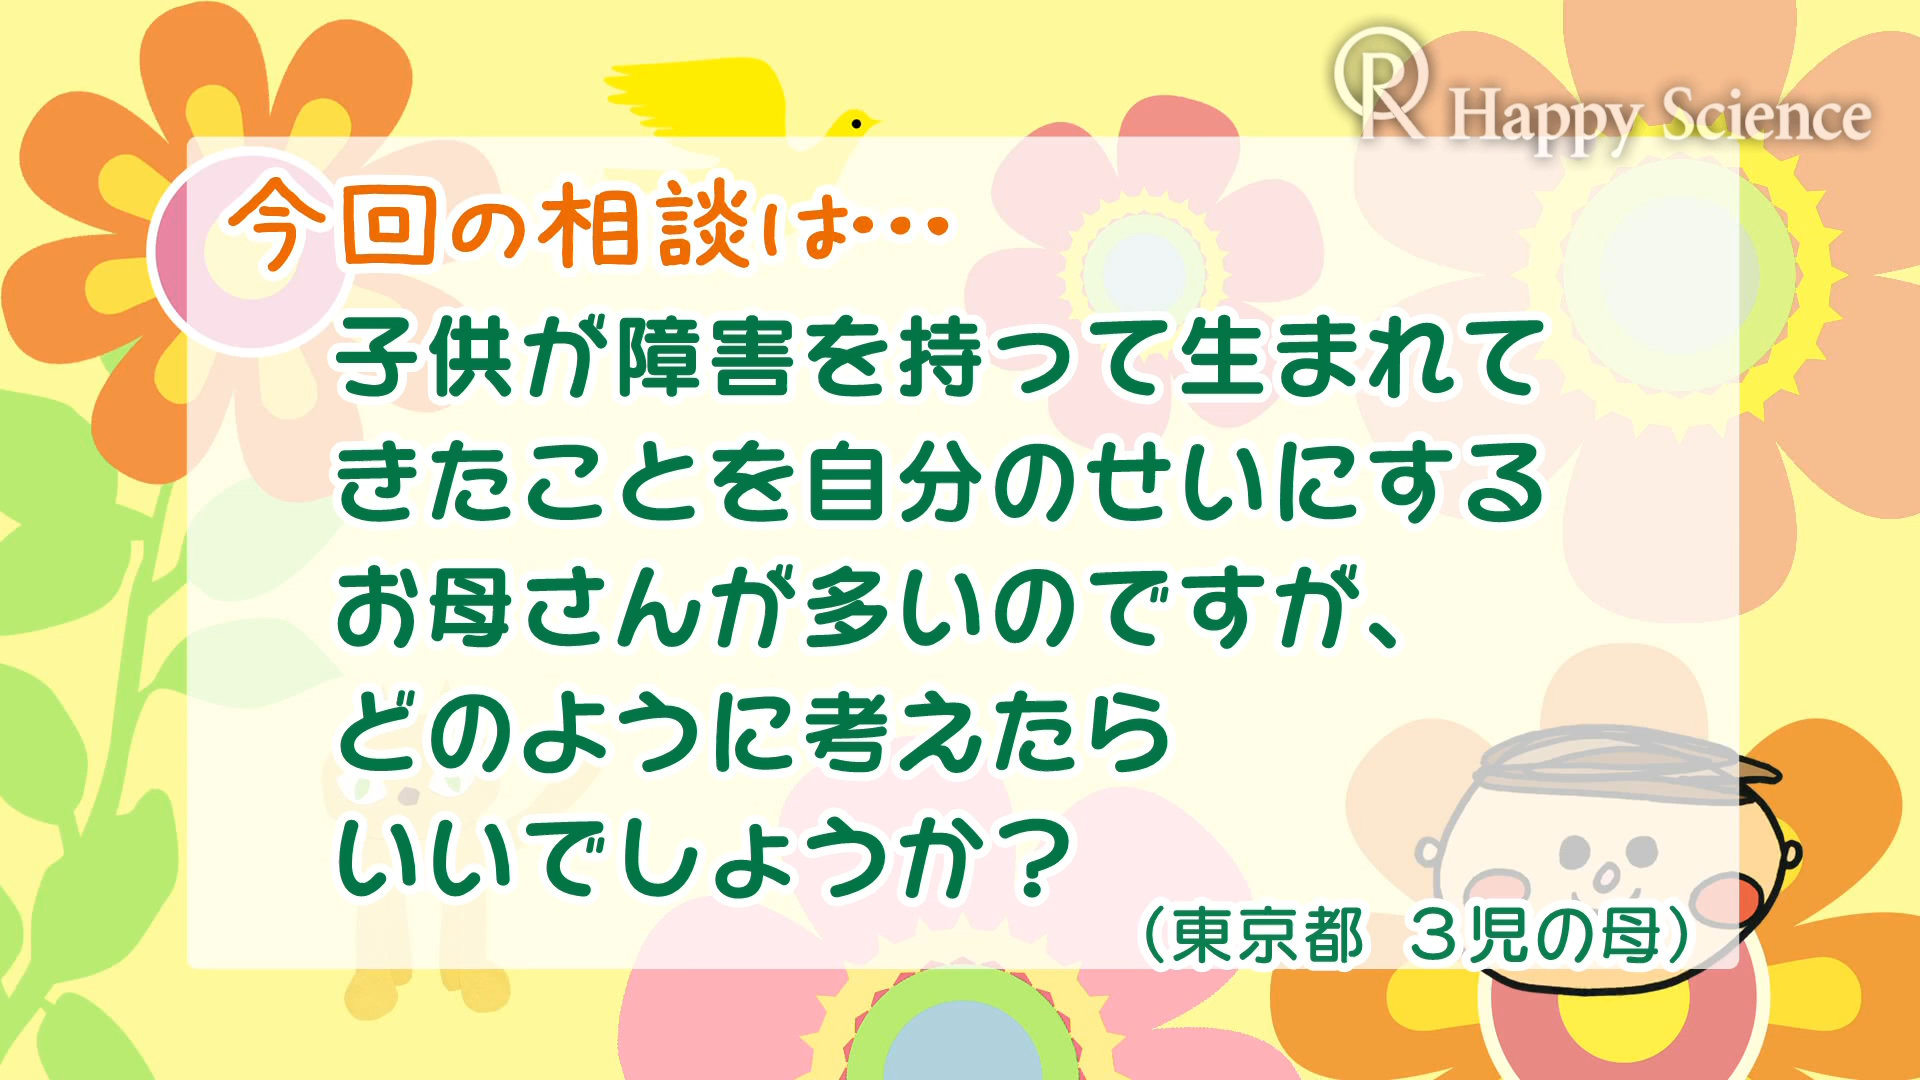 Happy Science
今回の相談は…
子供が障害を持って生まれて
きたことを自分のせいにする
お母さんが多いのですが、
どのように考えたら
いいでしょうか？
（東京都　３児の母）